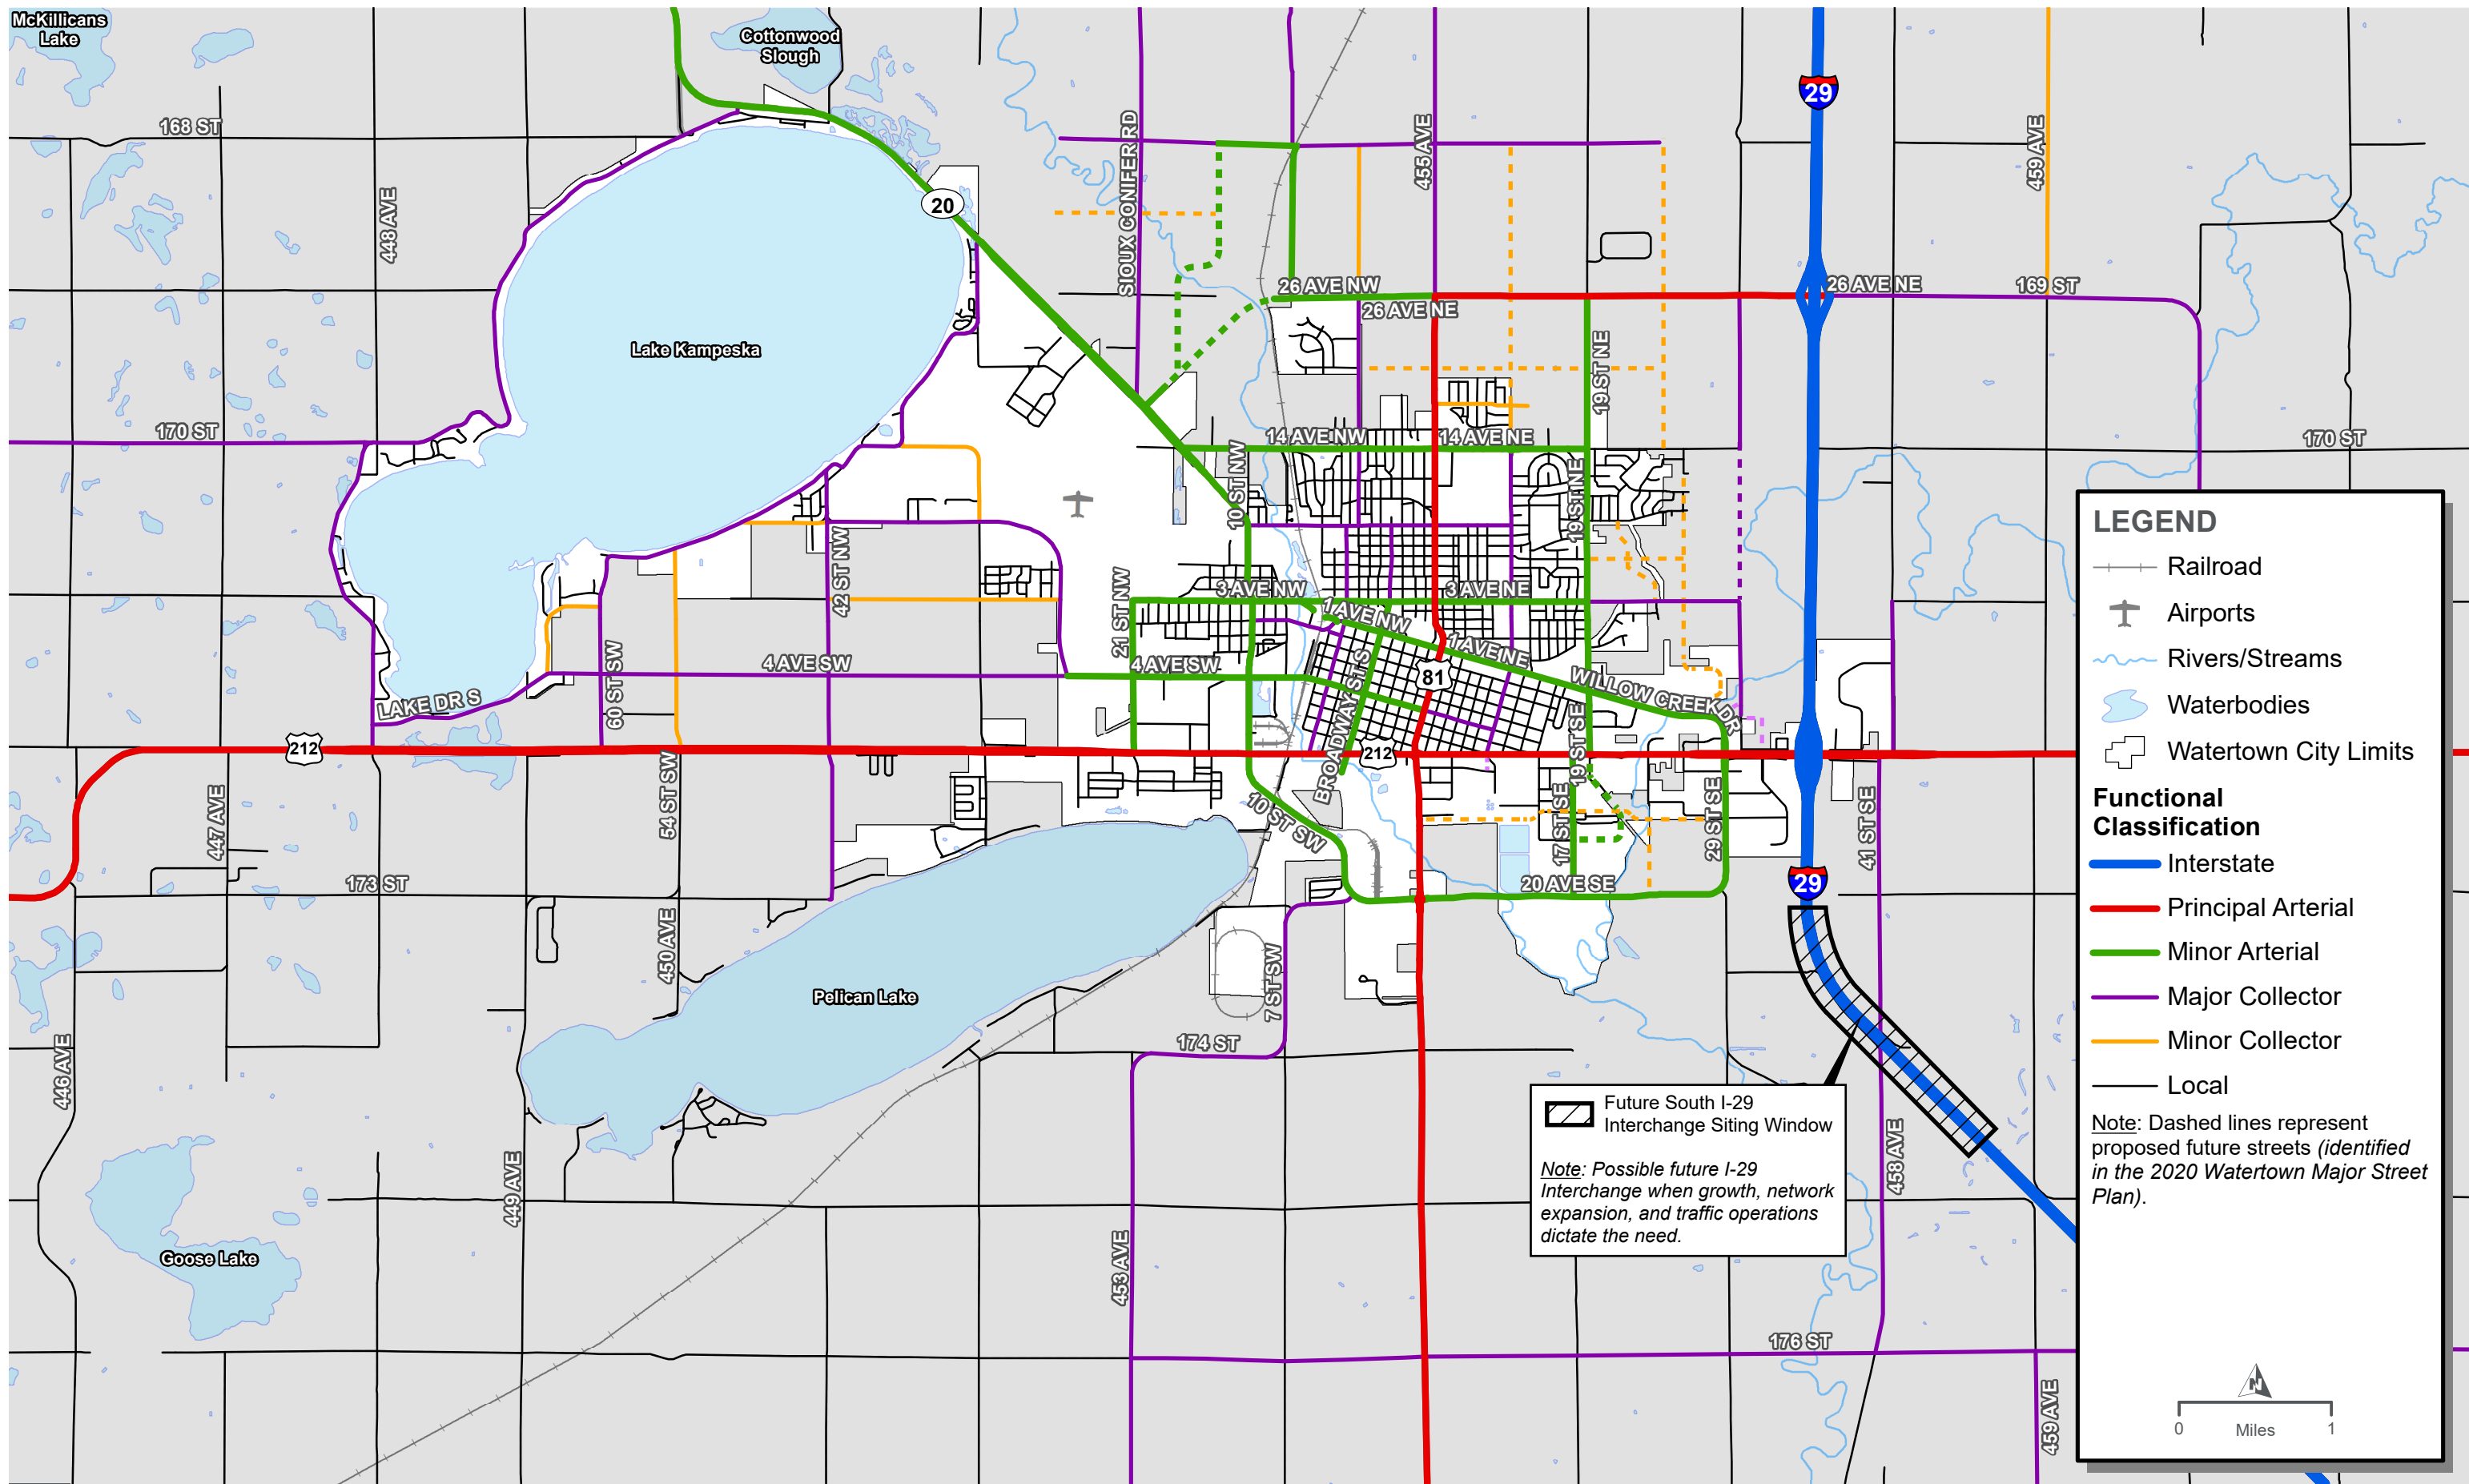 McKillicans
Lake
Cottonwood
Slough
29
168 ST
SIOUX CONIFER RD
455 AVE
459 AVE
448 AVE
20
26 AVE NW
26 AVE NE
26 AVE NE
169 ST
Lake Kampeska
19 ST NE
170 ST
14 AVE NW
14 AVE NE
170 ST
10 ST NW
19 ST NE
42 ST NW
21 ST NW
3 AVE NW
3 AVE NE
1 AVE NW
1 AVE NE
4 AVE SW
4 AVE SW
81
WILLOW CREEK DR
60 ST SW
LAKE DR S
BROADWAY ST S
19 ST SE
212
212
54 ST SW
447 AVE
10 ST SW
17 ST SE
29 ST SE
41 ST SE
173 ST
20 AVE SE
29
450 AVE
7 ST SW
Pelican Lake
174 ST
446 AVE
449 AVE
458 AVE
453 AVE
Goose Lake
176 ST
459 AVE
Future South I-29
Interchange Siting Window
Note: Possible future I-29
Interchange when growth, network
expansion, and traffic operations
dictate the need.
LEGEND
Railroad
Airports
Rivers/Streams
Waterbodies
Watertown City Limits
Functional
Classification
Interstate
Principal Arterial
Minor Arterial
Major Collector
Minor Collector
Local
Note: Dashed lines represent
proposed future streets (identified
in the 2020 Watertown Major Street
Plan).
N
0
Miles
1